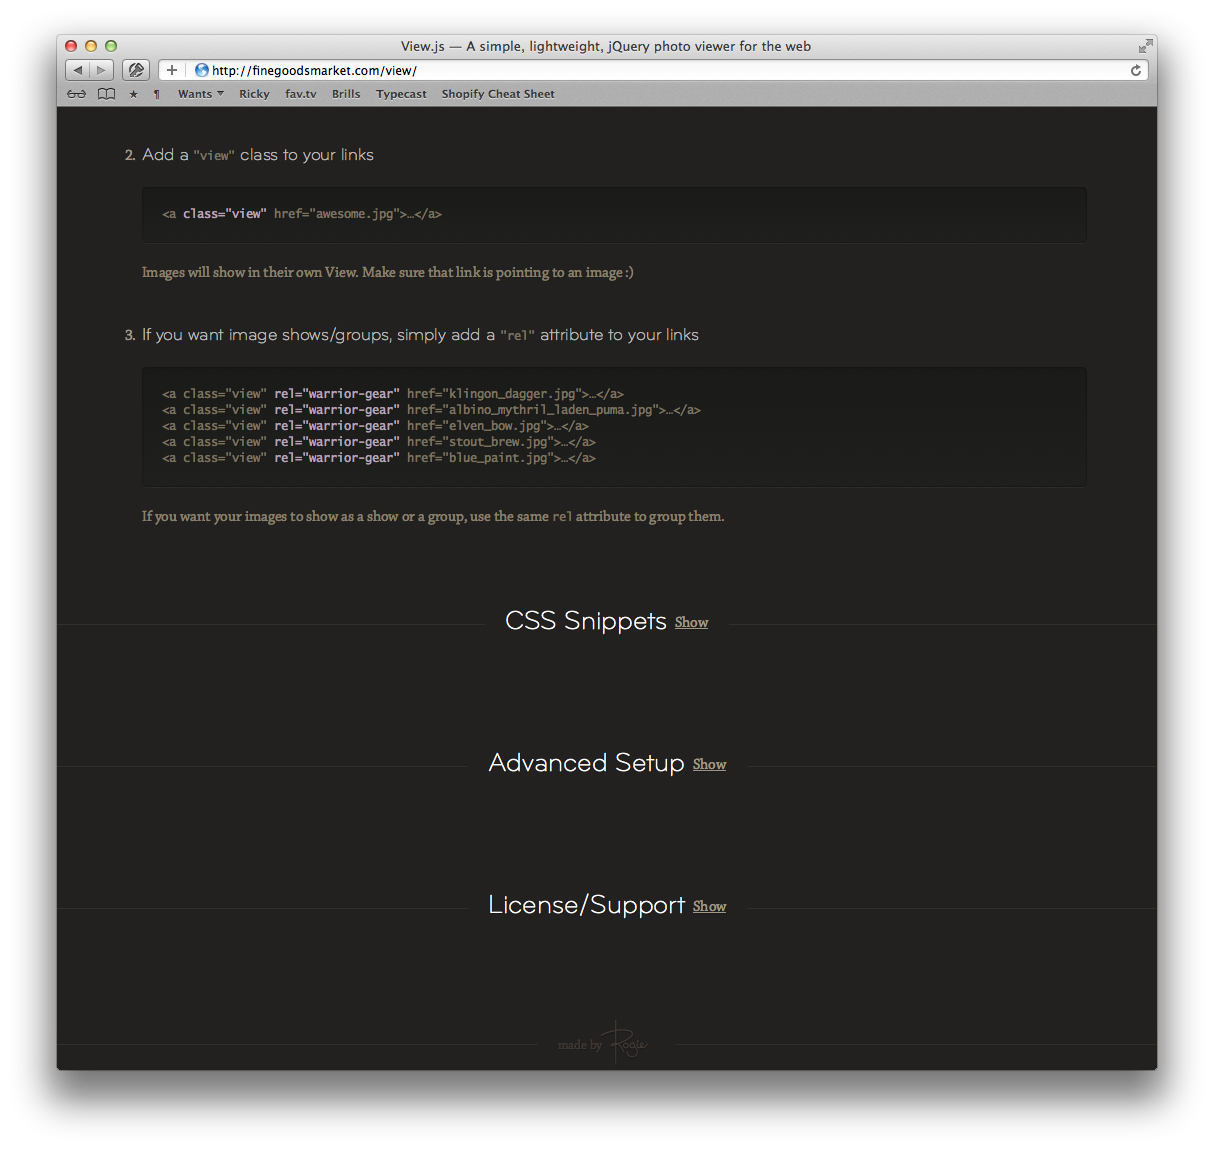 View.js — A simple, lightweight, jQuery photo viewer for the web
http://finegoodsmarket.com/view/
Wants Ricky fav.tv Brills Typecast Shopify Cheat Sheet
2. Add a "view" class to your links
<a class="view" href="awesome.jpg">…</a>
Images will show in their own View. Make sure that link is pointing to an image :)
3. If you want image shows/groups, simply add a "rel" attribute to your links
<a class="view" rel="warrior-gear" href="klingon_dagger.jpg">…</a>
<a class="view" rel="warrior-gear" href="albino_mythril_laden_puma.jpg">…</a>
<a class="view" rel="warrior-gear" href="elven_bow.jpg">…</a>
<a class="view" rel="warrior-gear" href="stout_brew.jpg">…</a>
<a class="view" rel="warrior-gear" href="blue_paint.jpg">…</a>
If you want your images to show as a show or a group, use the same rel attribute to group them.
CSS Snippets Show
Advanced Setup Show
License/Support Show
made by Rogie